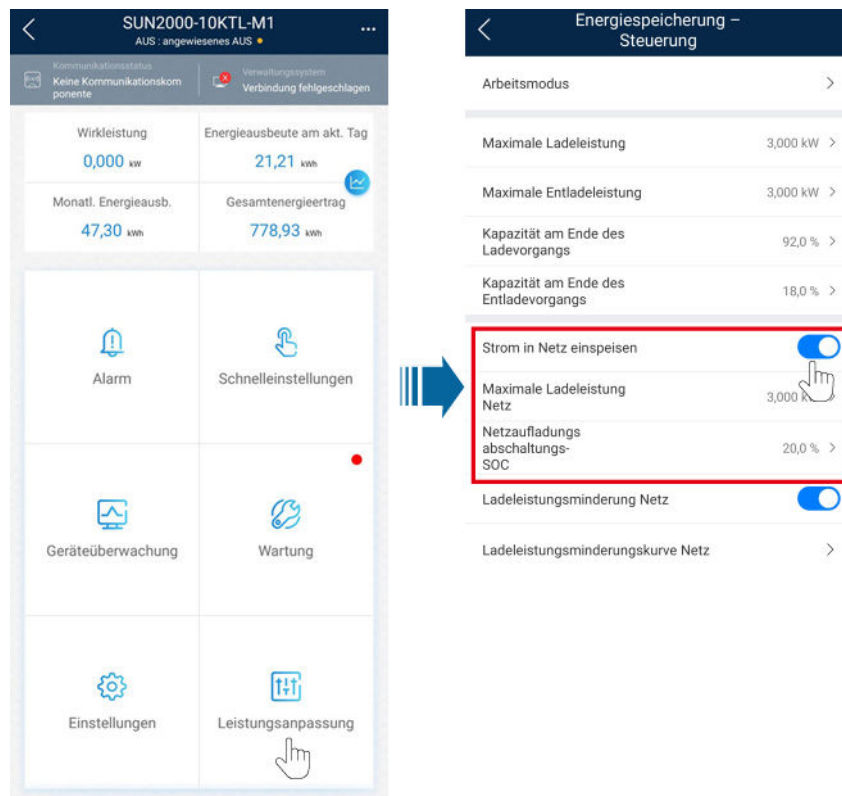 SUN2000-10KTL-M1
AUS : angewiesenes AUS
Kommunikationsstatus
Keine Kommunikationskom
ponente
Verwaltungssystem
Verbindung fehlgeschlagen
Wirkleistung
0,000 kW
Energieausbeute am akt. Tag
21,21 kWh
Monatl. Energieausb.
47,30 kWh
Gesamtenergieertrag
778,93 kWh
Alarm
Schnelleinstellungen
Geräteüberwachung
Wartung
Einstellungen
Leistungsanpassung
Energiespeicherung –
Steuerung
Arbeitsmodus
Maximale Ladeleistung
3,000 kW
Maximale Entladeleistung
3,000 kW
Kapazität am Ende des
Ladevorgangs
92,0 %
Kapazität am Ende des
Entladevorgangs
18,0 %
Strom in Netz einspeisen
Maximale Ladeleistung
Netz
3,000
Netzaufladungs
abschaltungs-
SOC
20,0 %
Ladeleistungsminderung Netz
Ladeleistungsminderungskurve Netz